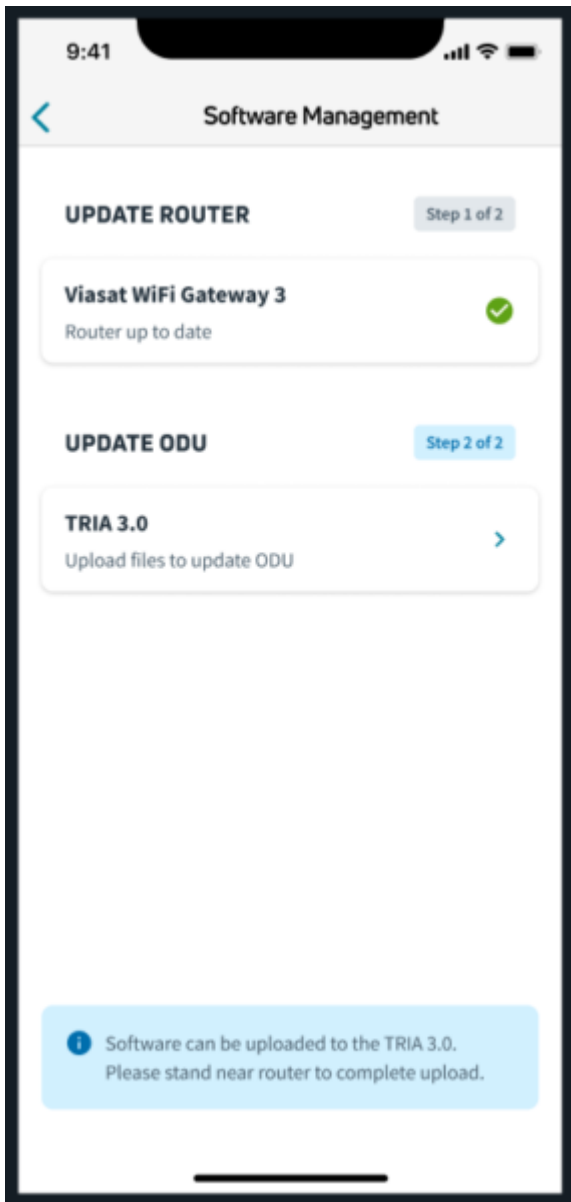 9:41
Software Management
UPDATE ROUTER
Step 1 of 2
Viasat WiFi Gateway 3
Router up to date
UPDATE ODU
Step 2 of 2
TRIA 3.0
Upload files to update ODU
Software can be uploaded to the TRIA 3.0.
Please stand near router to complete upload.